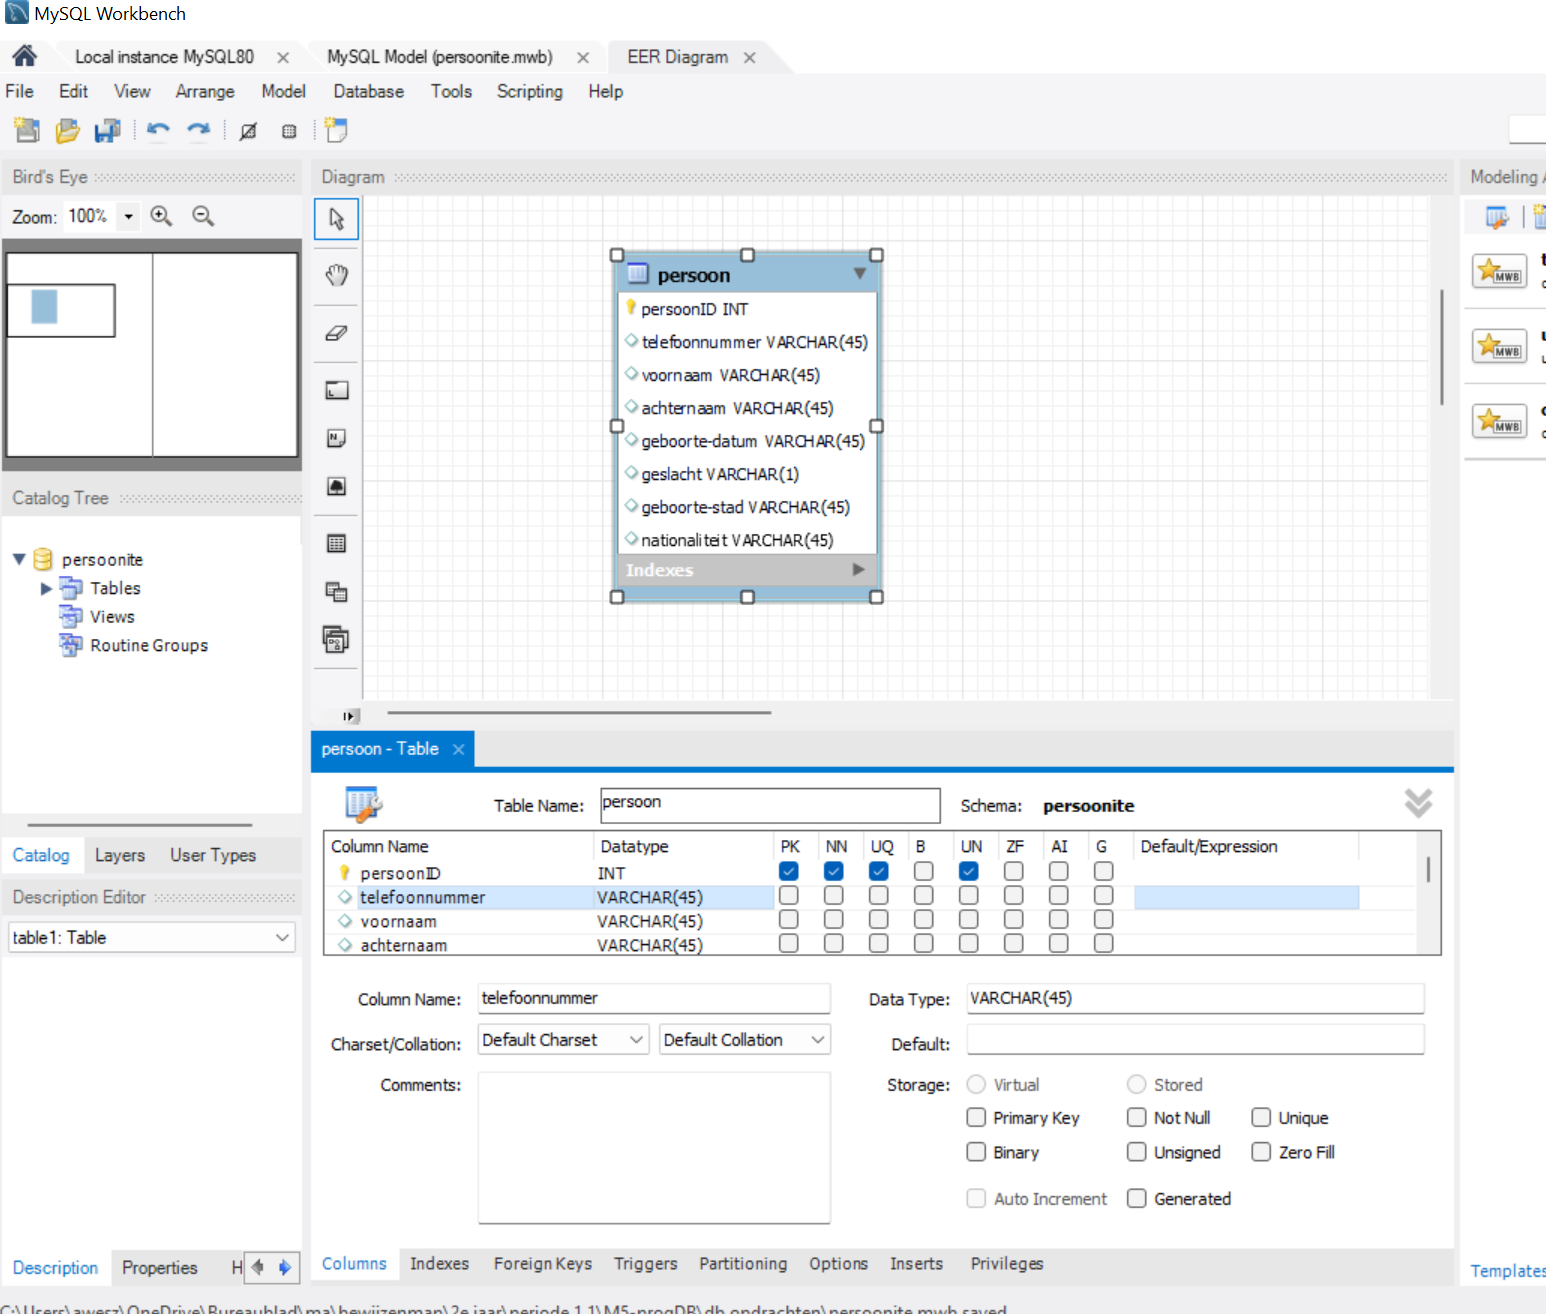 MySQL Workbench
Local instance MySQL80
MySQL Model (persoonite.mwb)
EER Diagram
File Edit View Arrange Model Database Tools Scripting Help
Bird's Eye
Zoom: 100%
Diagram
Modeling
persoon
persoonID INT
telefoonnummer VARCHAR(45)
voornaam VARCHAR(45)
achternaam VARCHAR(45)
geboorte-datum VARCHAR(45)
geslacht VARCHAR(1)
geboorte-stad VARCHAR(45)
nationaliteit VARCHAR(45)
Indexes
MWB
MWB
MWB
Catalog Tree
persoonite
Tables
Views
Routine Groups
Catalog Layers User Types
Description Editor
table1: Table
Description Properties H
persoon - Table
Table Name: persoon Schema: persoonite
Column Name Datatype PK NN UQ B UN ZF AI G Default/Expression
persoonID INT
telefoonnummer VARCHAR(45)
voornaam VARCHAR(45)
achternaam VARCHAR(45)
Column Name: telefoonnummer Data Type: VARCHAR(45)
Charset/Collation: Default Charset Default Collation Default:
Comments: Storage: Virtual Stored
Primary Key Not Null Unique
Binary Unsigned Zero Fill
Auto Increment Generated
Columns Indexes Foreign Keys Triggers Partitioning Options Inserts Privileges
Templates
C:\Users\awesz\OneDrive\Bureaublad\ma\bewijzenmap\2e jaar\periode 1.1\M5-progDB\db opdrachten\persoonite.mwb saved